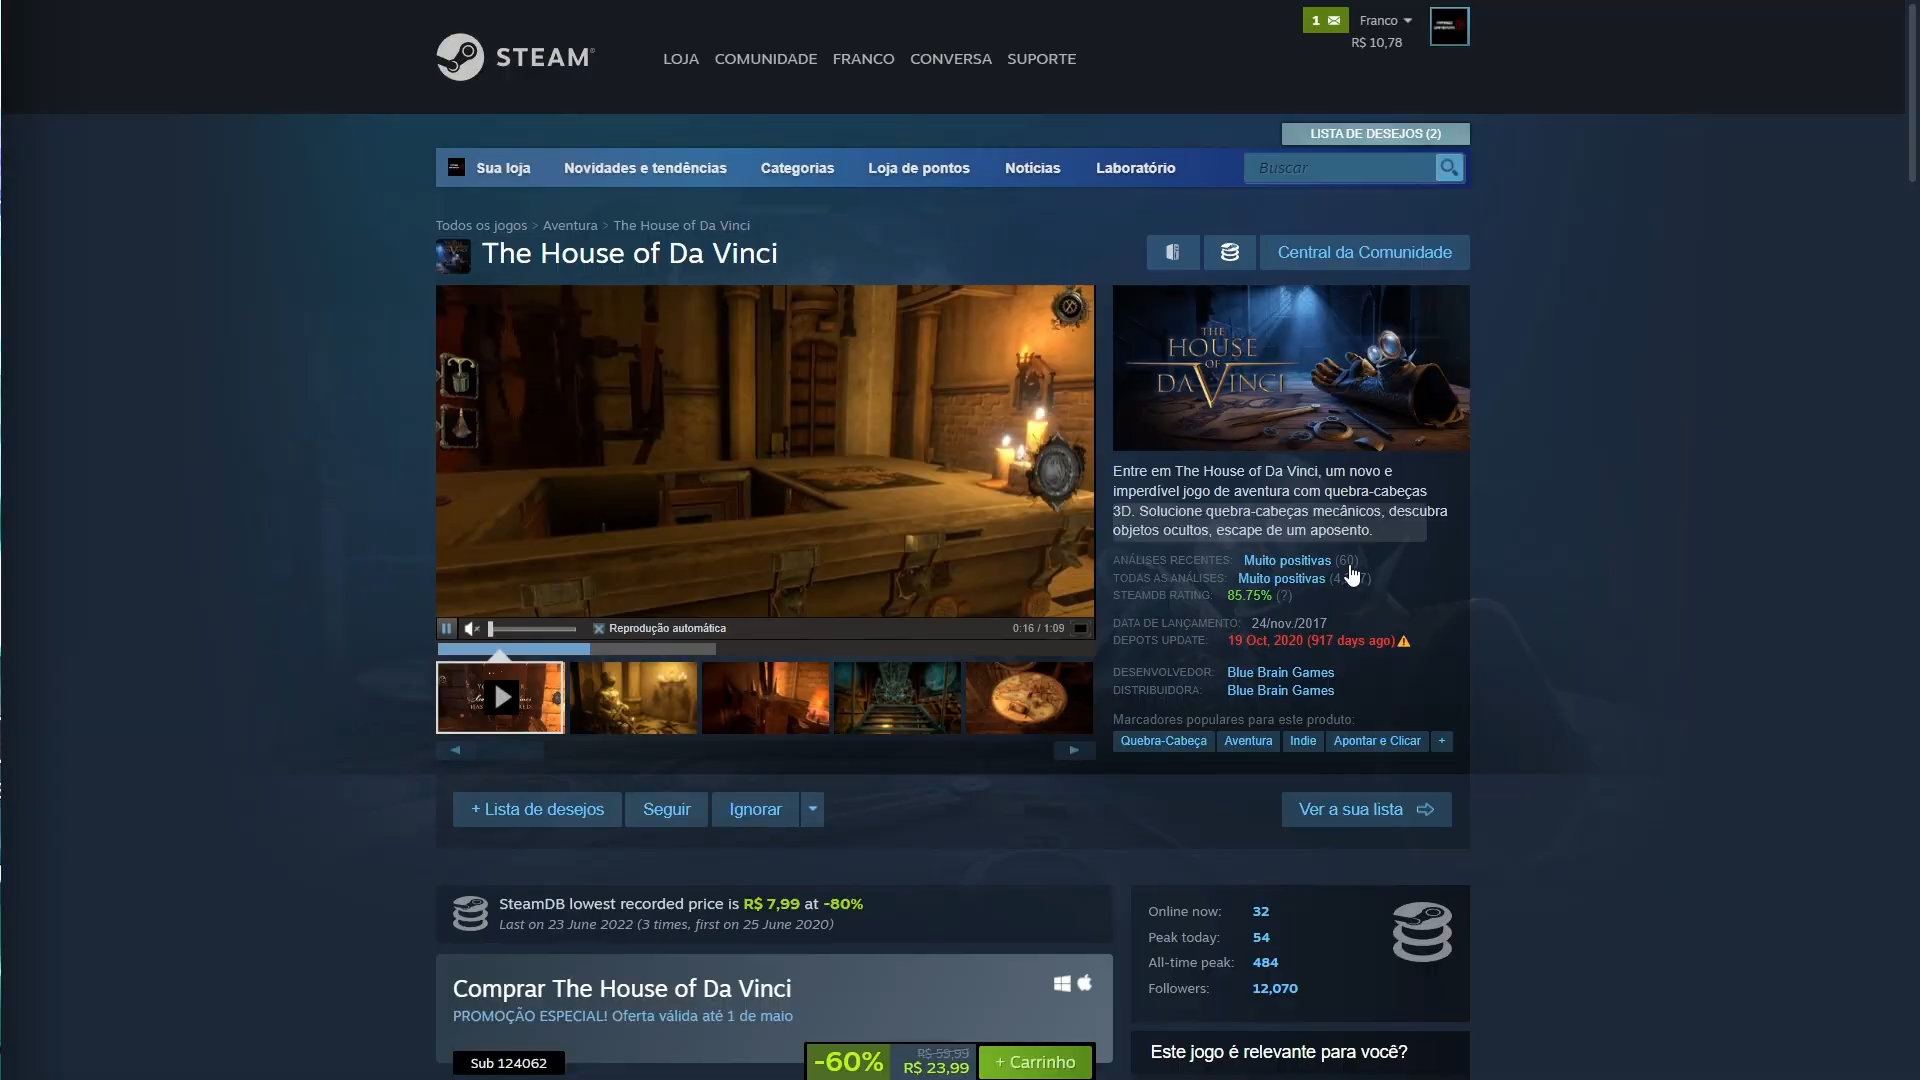 1
Franco
R$ 10,78
STEAM
LOJA COMUNIDADE FRANCO CONVERSA SUPORTE
LISTA DE DESEJOS (2)
Sua loja Novidades e tendências Categorias Loja de pontos Notícias Laboratório Buscar
Todos os jogos > Aventura > The House of Da Vinci
The House of Da Vinci
Central da Comunidade
THE
HOUSE
OF
DA VINCI
Entre em The House of Da Vinci, um novo e
imperdível jogo de aventura com quebra-cabeças
3D. Solucione quebra-cabeças mecânicos, descubra
objetos ocultos, escape de um aposento.
ANÁLISES RECENTES: Muito positivas (60)
TODAS AS ANÁLISES: Muito positivas
STEAMDB RATING: 85.75% (?)
DATA DE LANÇAMENTO: 24/nov./2017
DEPOTS UPDATE: 19 Oct, 2020 (917 days ago)
DESENVOLVEDOR: Blue Brain Games
DISTRIBUIDORA: Blue Brain Games
Marcadores populares para este produto:
Quebra-Cabeça Aventura Indie Apontar e Clicar +
Reprodução automática 0:16 / 1:09
+ Lista de desejos Seguir Ignorar Ver a sua lista
SteamDB lowest recorded price is R$ 7,99 at -80%
Last on 23 June 2022 (3 times, first on 25 June 2020)
Online now: 32
Peak today: 54
All-time peak: 484
Followers: 12,070
Comprar The House of Da Vinci
PROMOÇÃO ESPECIAL! Oferta válida até 1 de maio
Sub 124062
-60% R$ 59,99 R$ 23,99 + Carrinho
Este jogo é relevante para você?